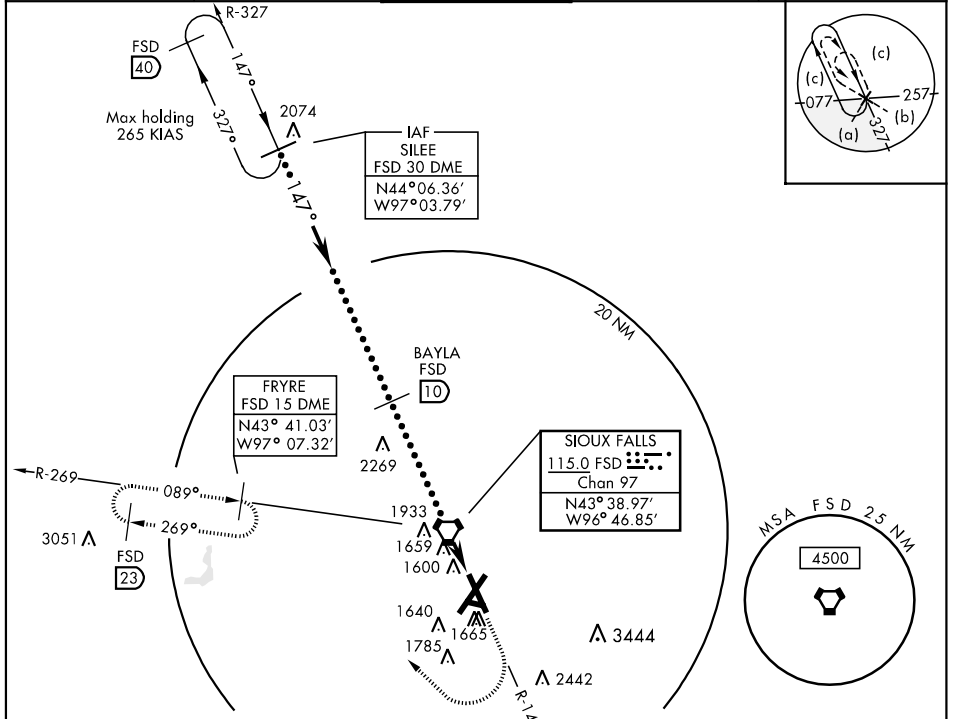 R-327
FSD
40
147°
327°
Max holding
265 KIAS
2074
IAF
SILEE
FSD 30 DME
N44°06.36′
W97°03.79′
(c)
(c)
077
257
(a)
(b)
327
147°
20 NM
BAYLA
FSD
10
FRYRE
FSD 15 DME
N43° 41.03′
W97° 07.32′
2269
SIOUX FALLS
115.0 FSD
Chan 97
N43° 38.97′
W96° 46.85′
R-269
089°
269°
3051
FSD
23
1933
1659
1600
1640
1665
1785
3444
2442
MSA FSD 25 NM
4500